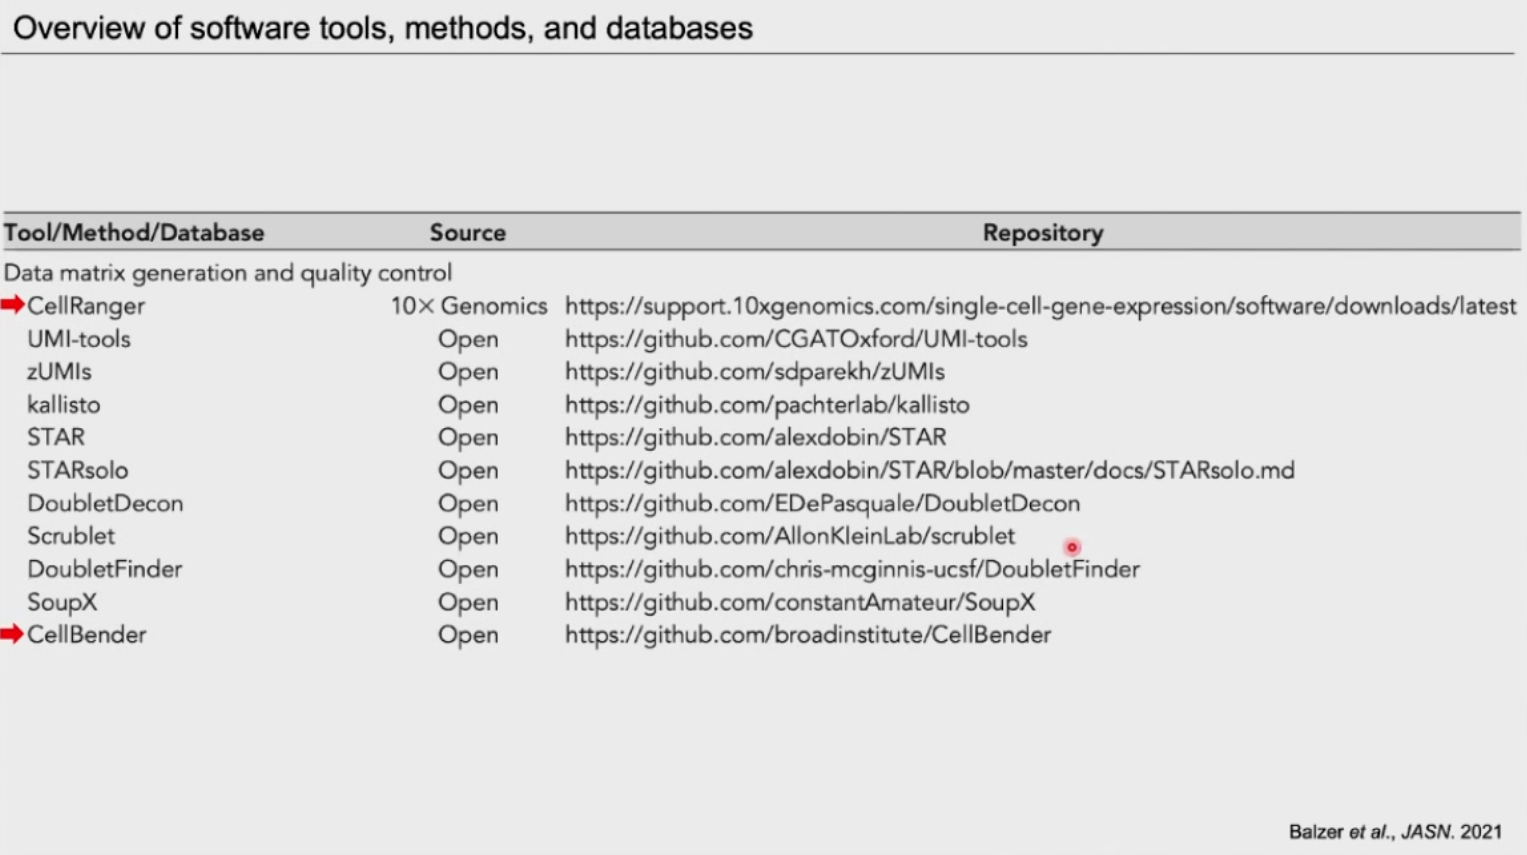 Overview of software tools, methods, and databases
Tool/Method/Database Source Repository
Data matrix generation and quality control
CellRanger 10× Genomics https://support.10xgenomics.com/single-cell-gene-expression/software/downloads/latest
UMI-tools Open https://github.com/CGATOxford/UMI-tools
zUMIs Open https://github.com/sdparekh/zUMIs
kallisto Open https://github.com/pachterlab/kallisto
STAR Open https://github.com/alexdobin/STAR
STARsolo Open https://github.com/alexdobin/STAR/blob/master/docs/STARsolo.md
DoubletDecon Open https://github.com/EDePasquale/DoubletDecon
Scrublet Open https://github.com/AllonKleinLab/scrublet
DoubletFinder Open https://github.com/chris-mcginnis-ucsf/DoubletFinder
SoupX Open https://github.com/constantAmateur/SoupX
CellBender Open https://github.com/broadinstitute/CellBender
Balzer et al., JASN. 2021